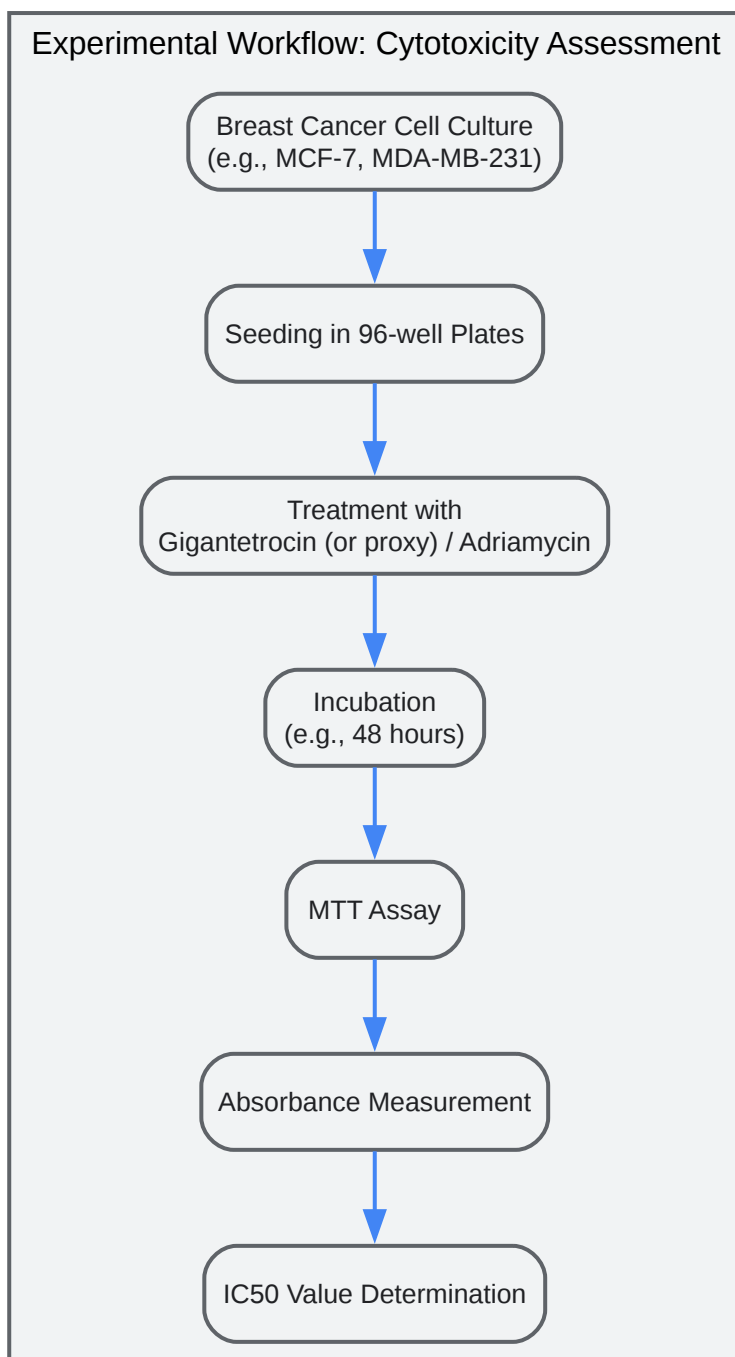 Experimental Workflow: Cytotoxicity Assessment
Breast Cancer Cell Culture
(e.g., MCF-7, MDA-MB-231)
Seeding in 96-well Plates
Treatment with
Gigantetrocin (or proxy) / Adriamycin
Incubation
(e.g., 48 hours)
MTT Assay
Absorbance Measurement
IC50 Value Determination